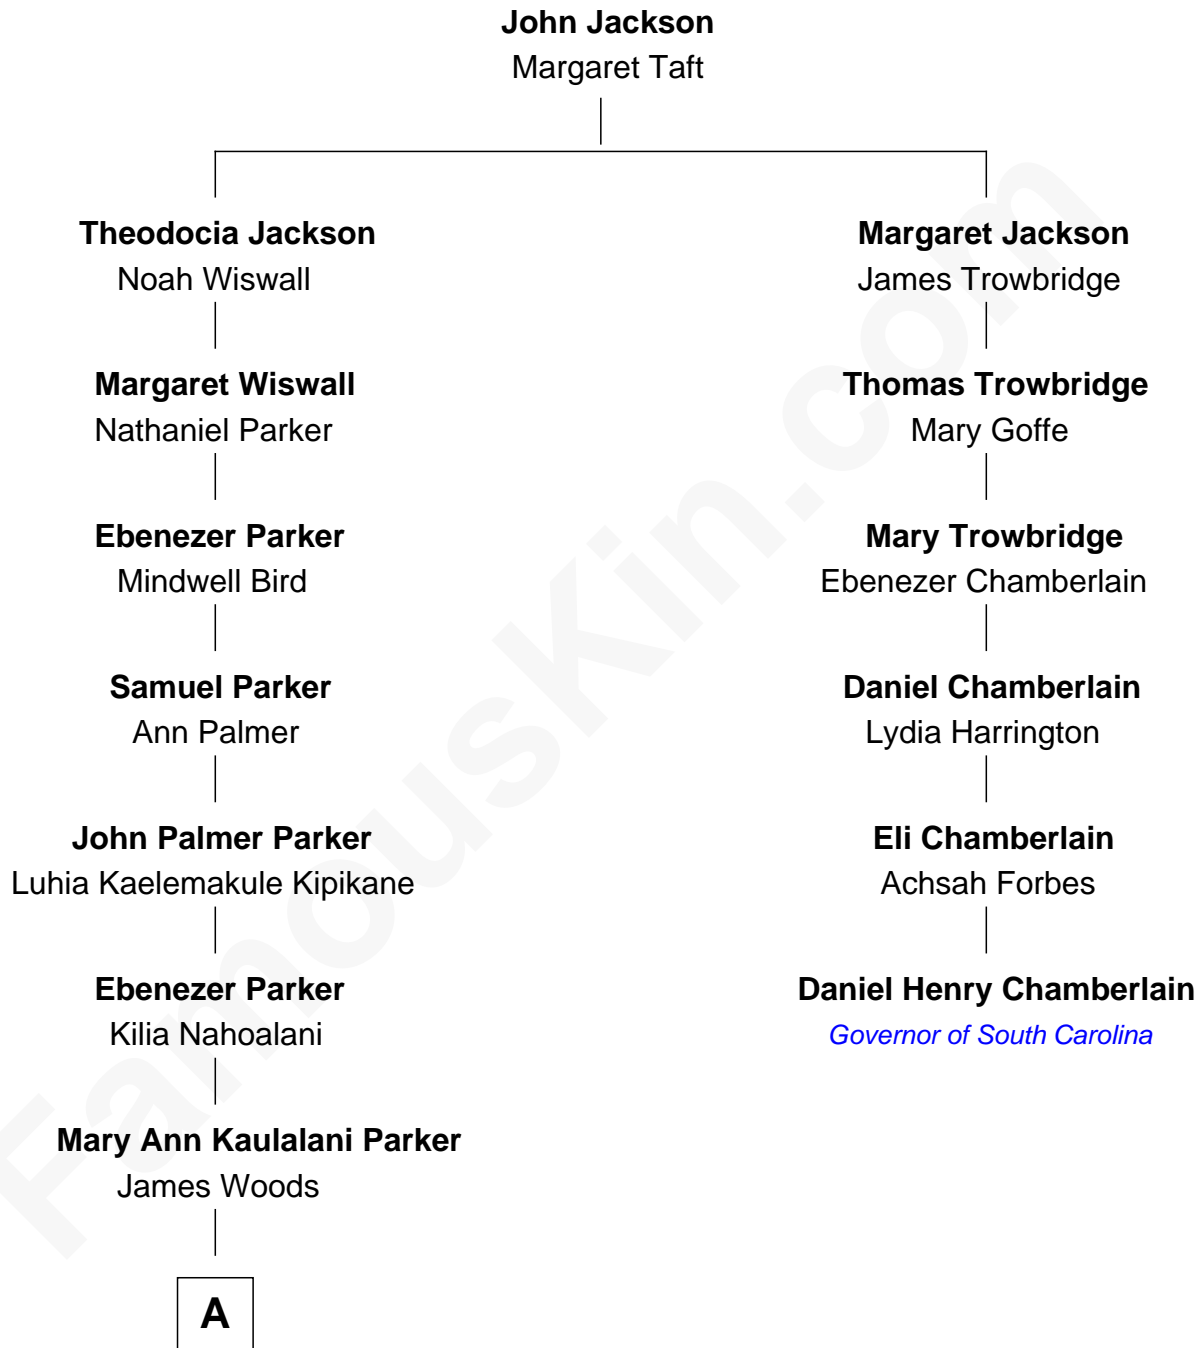 John Jackson
Margaret Taft
Theodocia Jackson
Noah Wiswall
Margaret Jackson
James Trowbridge
Margaret Wiswall
Nathaniel Parker
Thomas Trowbridge
Mary Goffe
Ebenezer Parker
Mindwell Bird
Mary Trowbridge
Ebenezer Chamberlain
Samuel Parker
Ann Palmer
Daniel Chamberlain
Lydia Harrington
John Palmer Parker
Luhia Kaelemakule Kipikane
Eli Chamberlain
Achsah Forbes
Ebenezer Parker
Kilia Nahoalani
Daniel Henry Chamberlain
Governor of South Carolina
Mary Ann Kaulalani Parker
James Woods
A
FamousKin.com